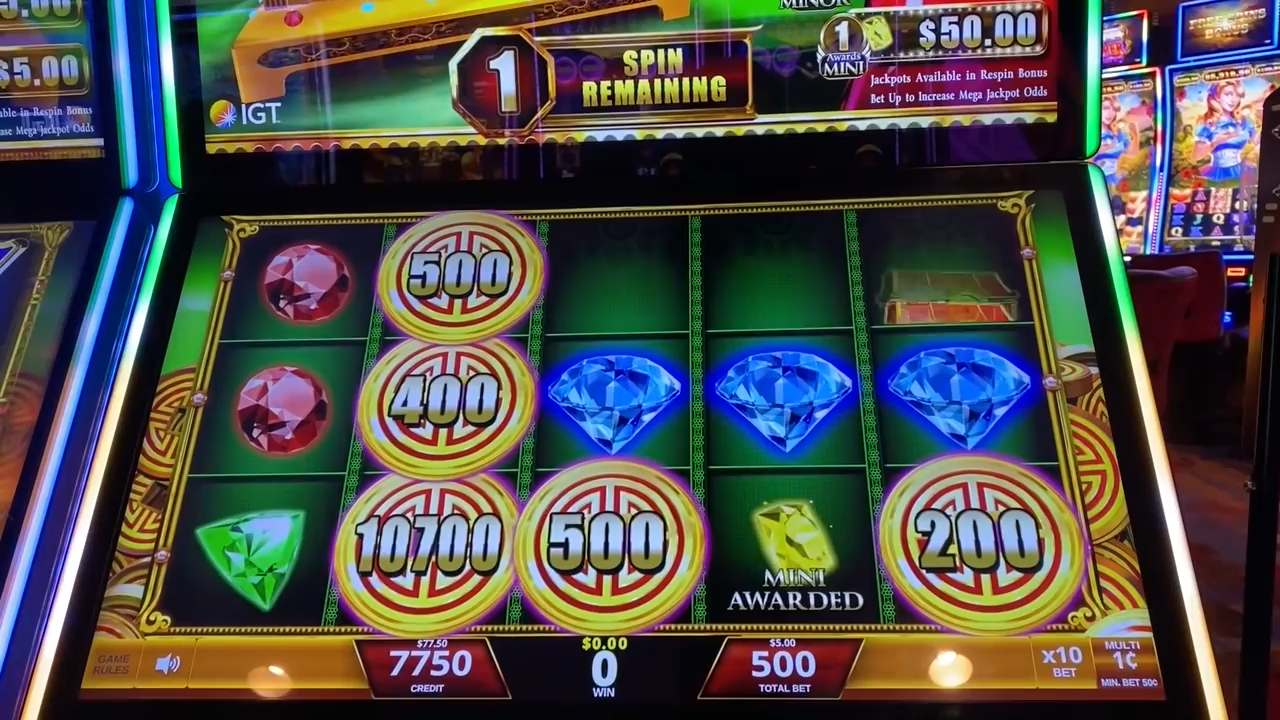 MINOR
$5.00
1
Awards
MINI
$50.00
1
SPIN
REMAINING
Jackpots Available in Respin Bonus
Bet Up to Increase Mega Jackpot Odds
IGT
able in Respin Bonus
ase Mega Jackpot Odds
FREE SPINS
BONUS
500
400
10700
500
200
MINI
AWARDED
GAME
RULES
$77.50
7750
CREDIT
$0.00
0
WIN
$5.00
500
TOTAL BET
x10
BET
MULTI
1¢
MIN. BET 50¢